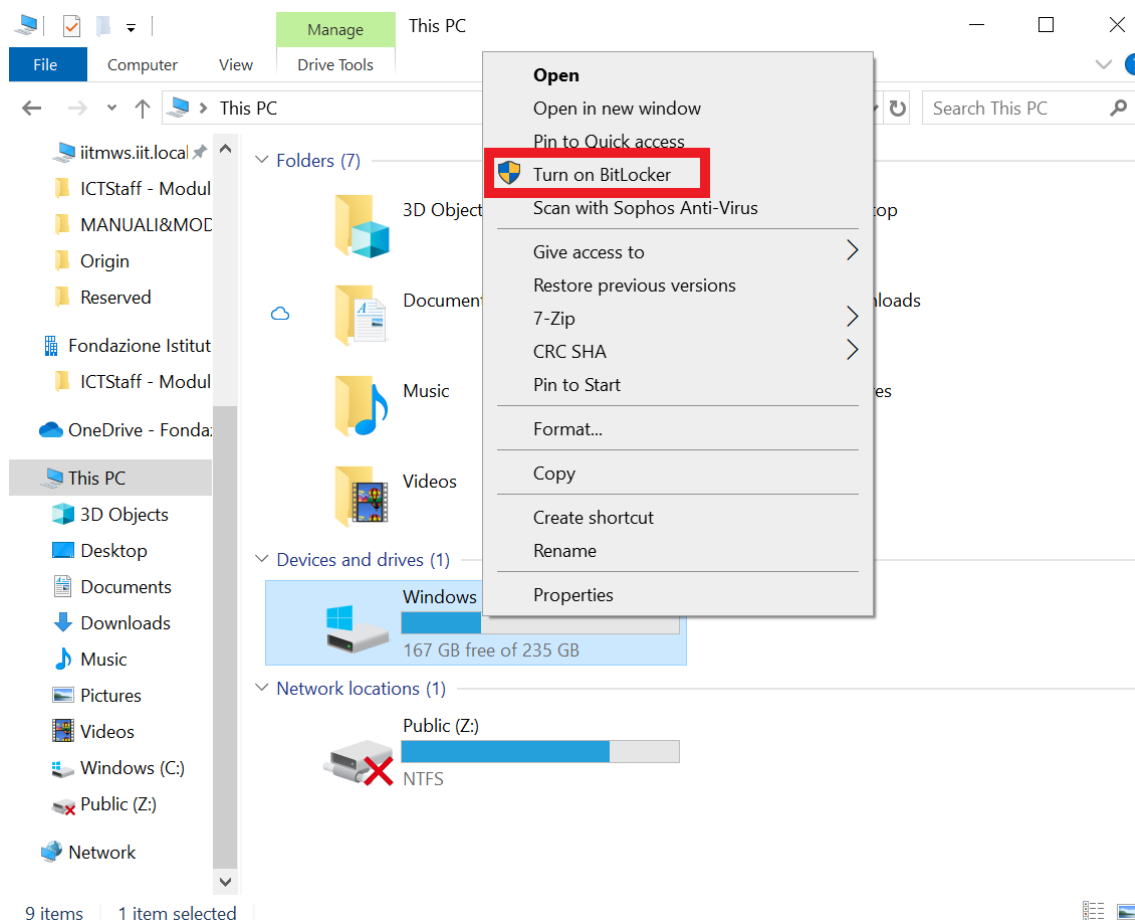 Manage
This PC
File
Computer
View
Drive Tools
This PC
Search This PC
iitmws.iit.local
ICTStaff - Modul
MANUALI&MOD
Origin
Reserved
Fondazione Istitut
ICTStaff - Modul
OneDrive - Fonda
This PC
3D Objects
Desktop
Documents
Downloads
Music
Pictures
Videos
Windows (C:)
Public (Z:)
Network
Folders (7)
3D Object
Documen
Music
Videos
top
nloads
es
Devices and drives (1)
Windows
167 GB free of 235 GB
Network locations (1)
Public (Z:)
NTFS
Open
Open in new window
Pin to Quick access
Turn on BitLocker
Scan with Sophos Anti-Virus
Give access to
Restore previous versions
7-Zip
CRC SHA
Pin to Start
Format...
Copy
Create shortcut
Rename
Properties
9 items
1 item selected